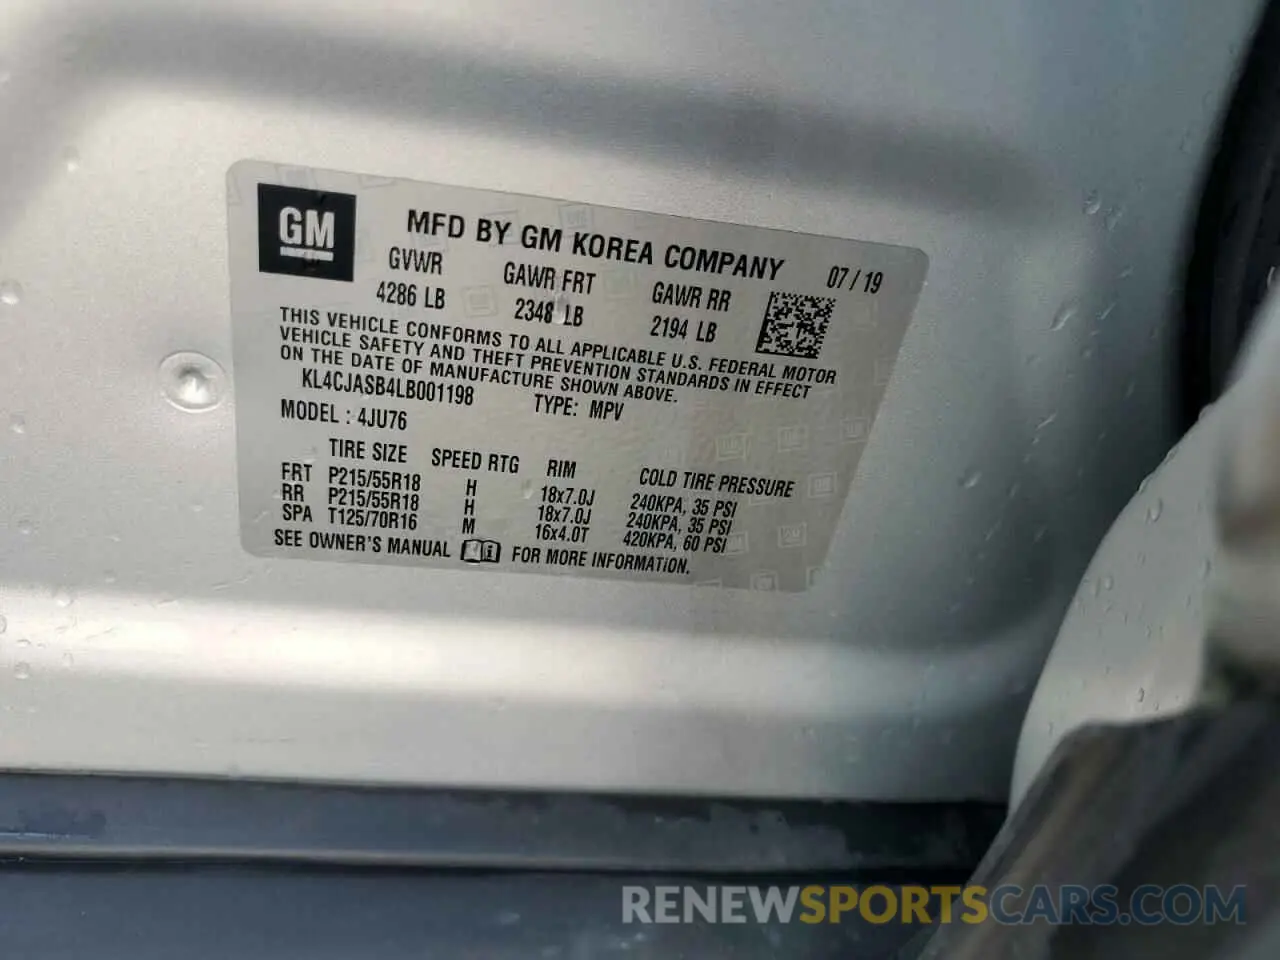 GM
MFD BY GM KOREA COMPANY 07 / 19
GVWR GAWR FRT GAWR RR
4286 LB 2348 LB 2194 LB
THIS VEHICLE CONFORMS TO ALL APPLICABLE U.S. FEDERAL MOTOR
VEHICLE SAFETY AND THEFT PREVENTION STANDARDS IN EFFECT
ON THE DATE OF MANUFACTURE SHOWN ABOVE.
KL4CJASB4LB001198 TYPE: MPV
MODEL : 4JU76
TIRE SIZE SPEED RTG RIM COLD TIRE PRESSURE
FRT P215/55R18 H 18x7.0J 240KPA, 35 PSI
RR P215/55R18 H 18x7.0J 240KPA, 35 PSI
SPA T125/70R16 M 16x4.0T 420KPA, 60 PSI
SEE OWNER'S MANUAL i FOR MORE INFORMATION.
RENEWSPORTSCARS.COM